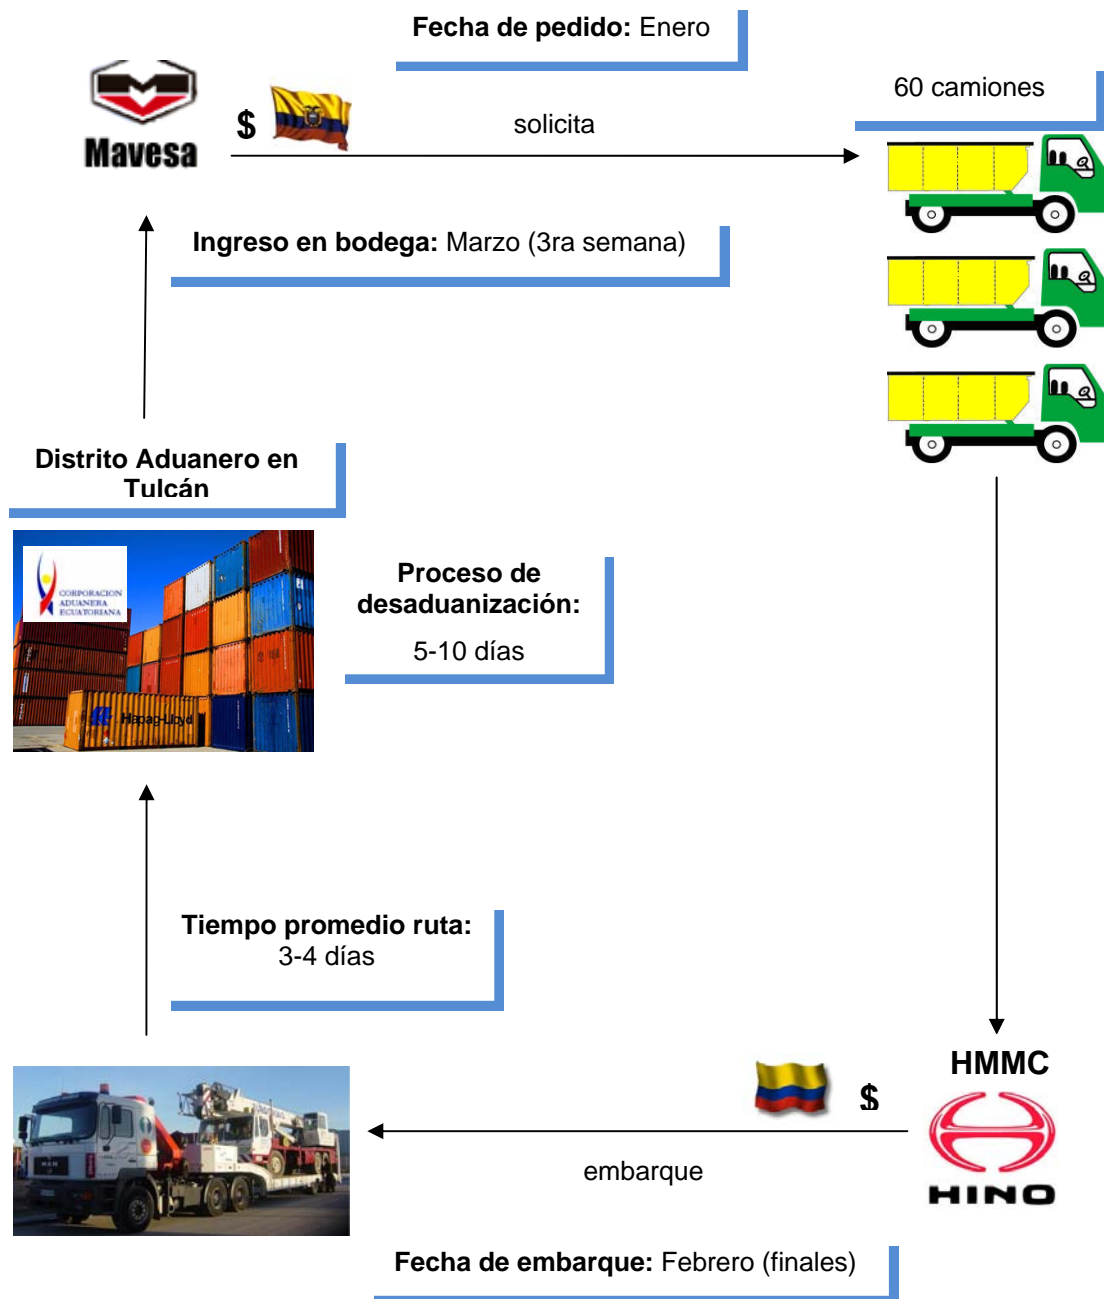 Fecha de pedido: Enero
60 camiones
$
solicita
Mavesa
Ingreso en bodega: Marzo (3ra semana)
Distrito Aduanero en
Tulcán
CORPORACION
ADUANERA
ECUATORIANA
Hapag-Lloyd
Proceso de
desaduanización:
5-10 días
Tiempo promedio ruta:
3-4 días
HMMC
$
HINO
embarque
MAN
Fecha de embarque: Febrero (finales)